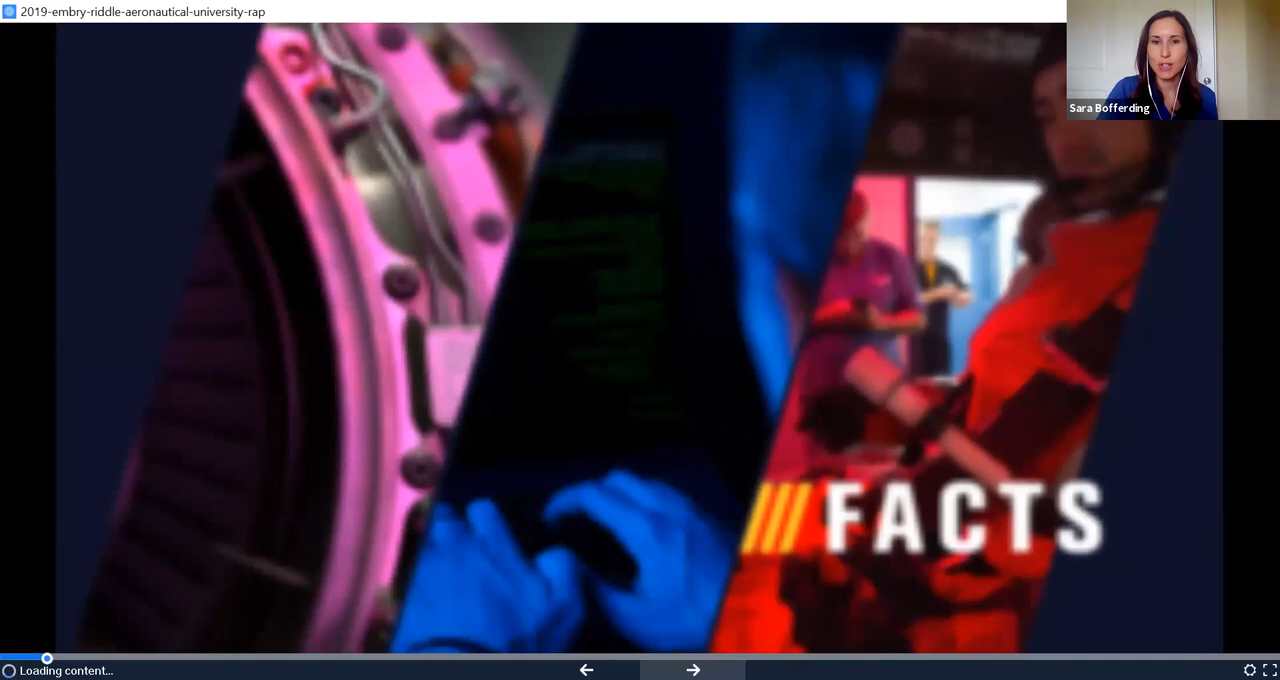 2019-embry-riddle-aeronautical-university-rap
Sara Bofferding
FACTS
Loading content...